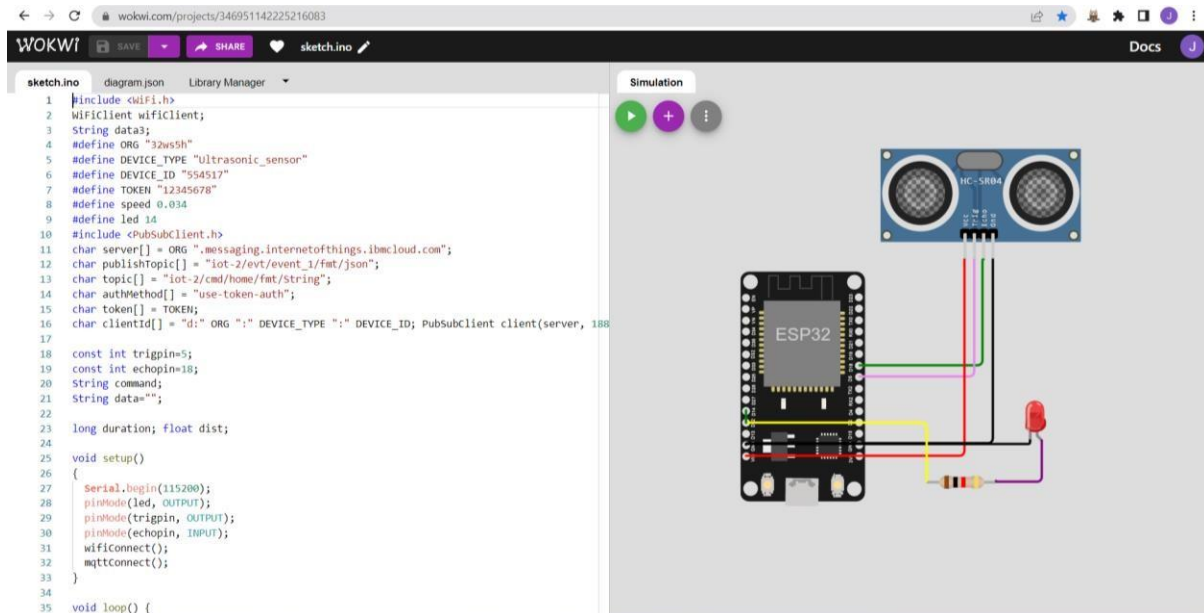 wokwi.com/projects/346951142225216083
WOKWi SAVE SHARE sketch.ino Docs J
sketch.ino diagram.json Library Manager
1 #include <WiFi.h>
2 WiFiClient wifiClient;
3 String data3;
4 #define ORG "32ws5h"
5 #define DEVICE_TYPE "Ultrasonic_sensor"
6 #define DEVICE_ID "554517"
7 #define TOKEN "12345678"
8 #define speed 0.034
9 #define led 14
10 #include <PubSubClient.h>
11 char server[] = ORG ".messaging.internetofthings.ibmcloud.com";
12 char publishTopic[] = "iot-2/evt/event_1/fmt/json";
13 char topic[] = "iot-2/cmd/home/fmt/String";
14 char authMethod[] = "use-token-auth";
15 char token[] = TOKEN;
16 char clientId[] = "d:" ORG ":" DEVICE_TYPE ":" DEVICE_ID; PubSubClient client(server, 188
17
18 const int trigpin=5;
19 const int echopin=18;
20 String command;
21 String data="";
22
23 long duration; float dist;
24
25 void setup()
26 {
27 Serial.begin(115200);
28 pinMode(led, OUTPUT);
29 pinMode(trigpin, OUTPUT);
30 pinMode(echopin, INPUT);
31 wifiConnect();
32 mqttConnect();
33 }
34
35 void loop() {
Simulation
HC-SR04
Vcc Trig Echo Gnd
ESP32